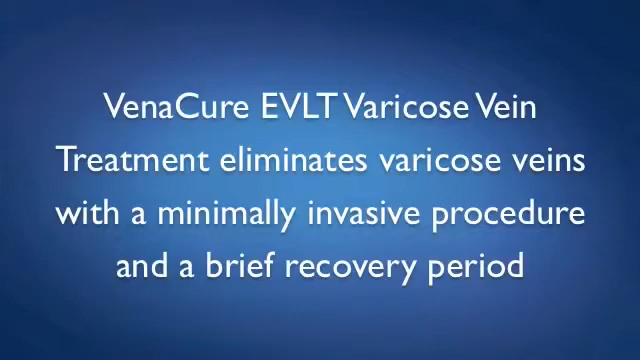 VenaCure EVLT Varicose Vein
Treatment eliminates varicose veins
with a minimally invasive procedure
and a brief recovery period